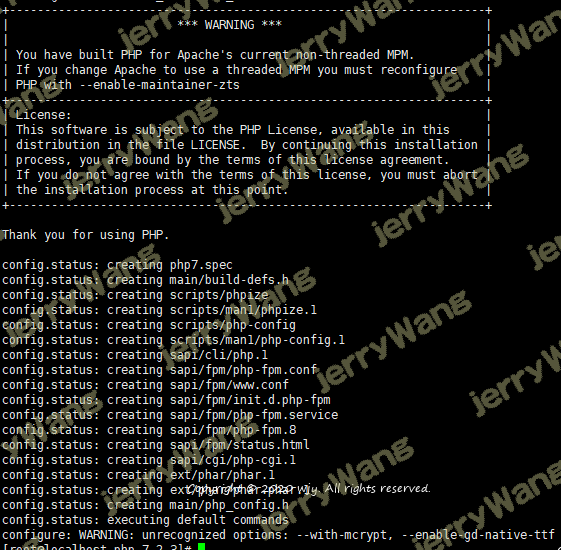 +--------------------------------------------------------------------+
| *** WARNING *** |
| |
| You have built PHP for Apache's current non-threaded MPM. |
| If you change Apache to use a threaded MPM you must reconfigure |
| PHP with --enable-maintainer-zts |
+--------------------------------------------------------------------+
| License: |
| This software is subject to the PHP License, available in this |
| distribution in the file LICENSE. By continuing this installation |
| process, you are bound by the terms of this license agreement. |
| If you do not agree with the terms of this license, you must abort |
| the installation process at this point. |
+--------------------------------------------------------------------+
Thank you for using PHP.
config.status: creating php7.spec
config.status: creating main/build-defs.h
config.status: creating scripts/phpize
config.status: creating scripts/man1/phpize.1
config.status: creating scripts/php-config
config.status: creating scripts/man1/php-config.1
config.status: creating sapi/cli/php.1
config.status: creating sapi/fpm/php-fpm.conf
config.status: creating sapi/fpm/www.conf
config.status: creating sapi/fpm/init.d.php-fpm
config.status: creating sapi/fpm/php-fpm.service
config.status: creating sapi/fpm/php-fpm.8
config.status: creating sapi/fpm/status.html
config.status: creating sapi/cgi/php-cgi.1
config.status: creating ext/phar/phar.1
config.status: creating
Copyright © 2022 wjy. All rights reserved.
config.status: creating main/php_config.h
config.status: executing default commands
configure: WARNING: unrecognized options: --with-mcrypt, --enable-gd-native-ttf
[root@localhost php-7.2.3]#
jerryWang
jerryWang
jerryWang
jerryWang
jerryWang
jerryWang
jerryWang
jerryWang
jerryWang
jerryWang